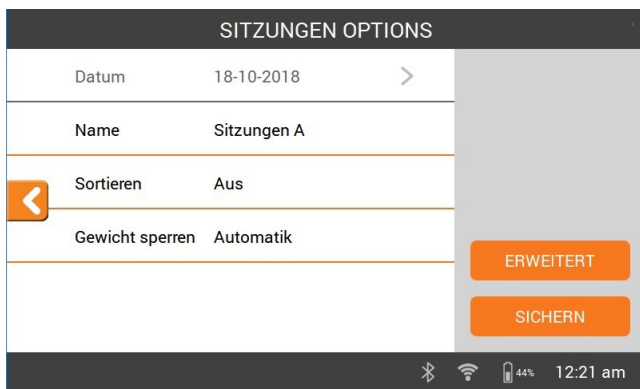 SITZUNGEN OPTIONS
Datum 18-10-2018
Name Sitzungen A
Sortieren Aus
Gewicht sperren Automatik
ERWEITERT
SICHERN
44% 12:21 am